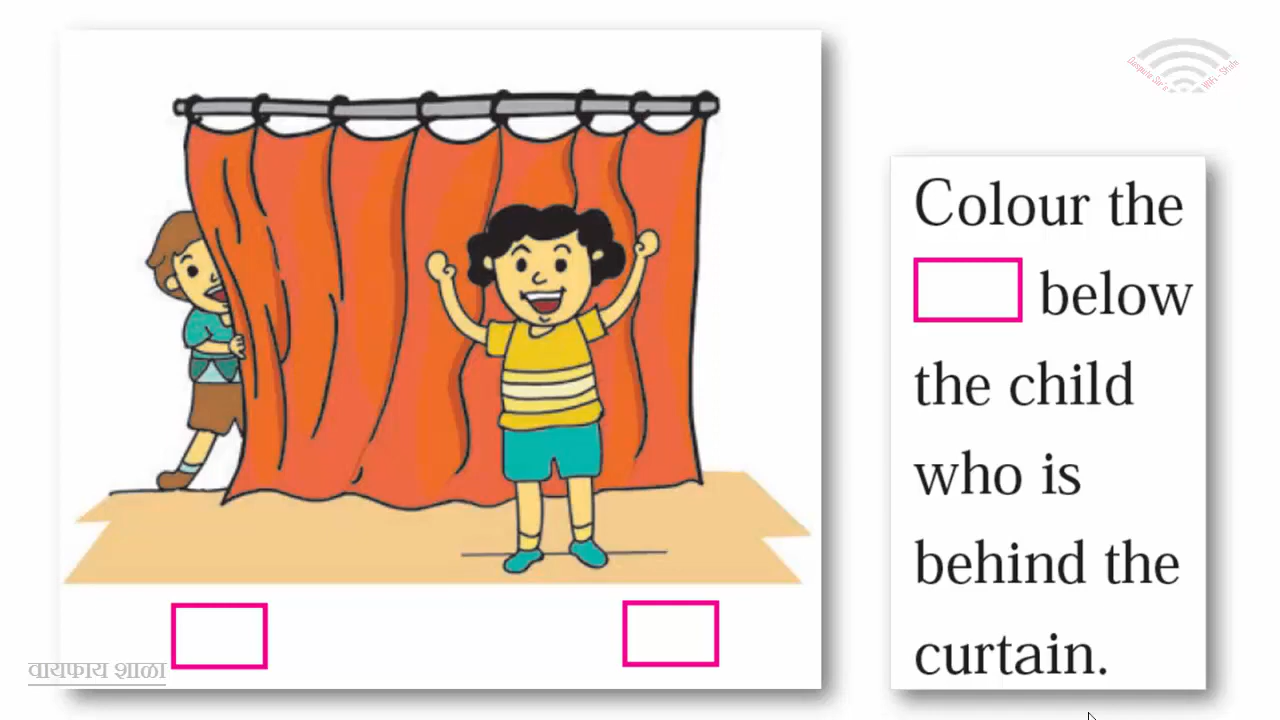 Colour the
below
the child
who is
behind the
curtain.
वायफाय शाळा